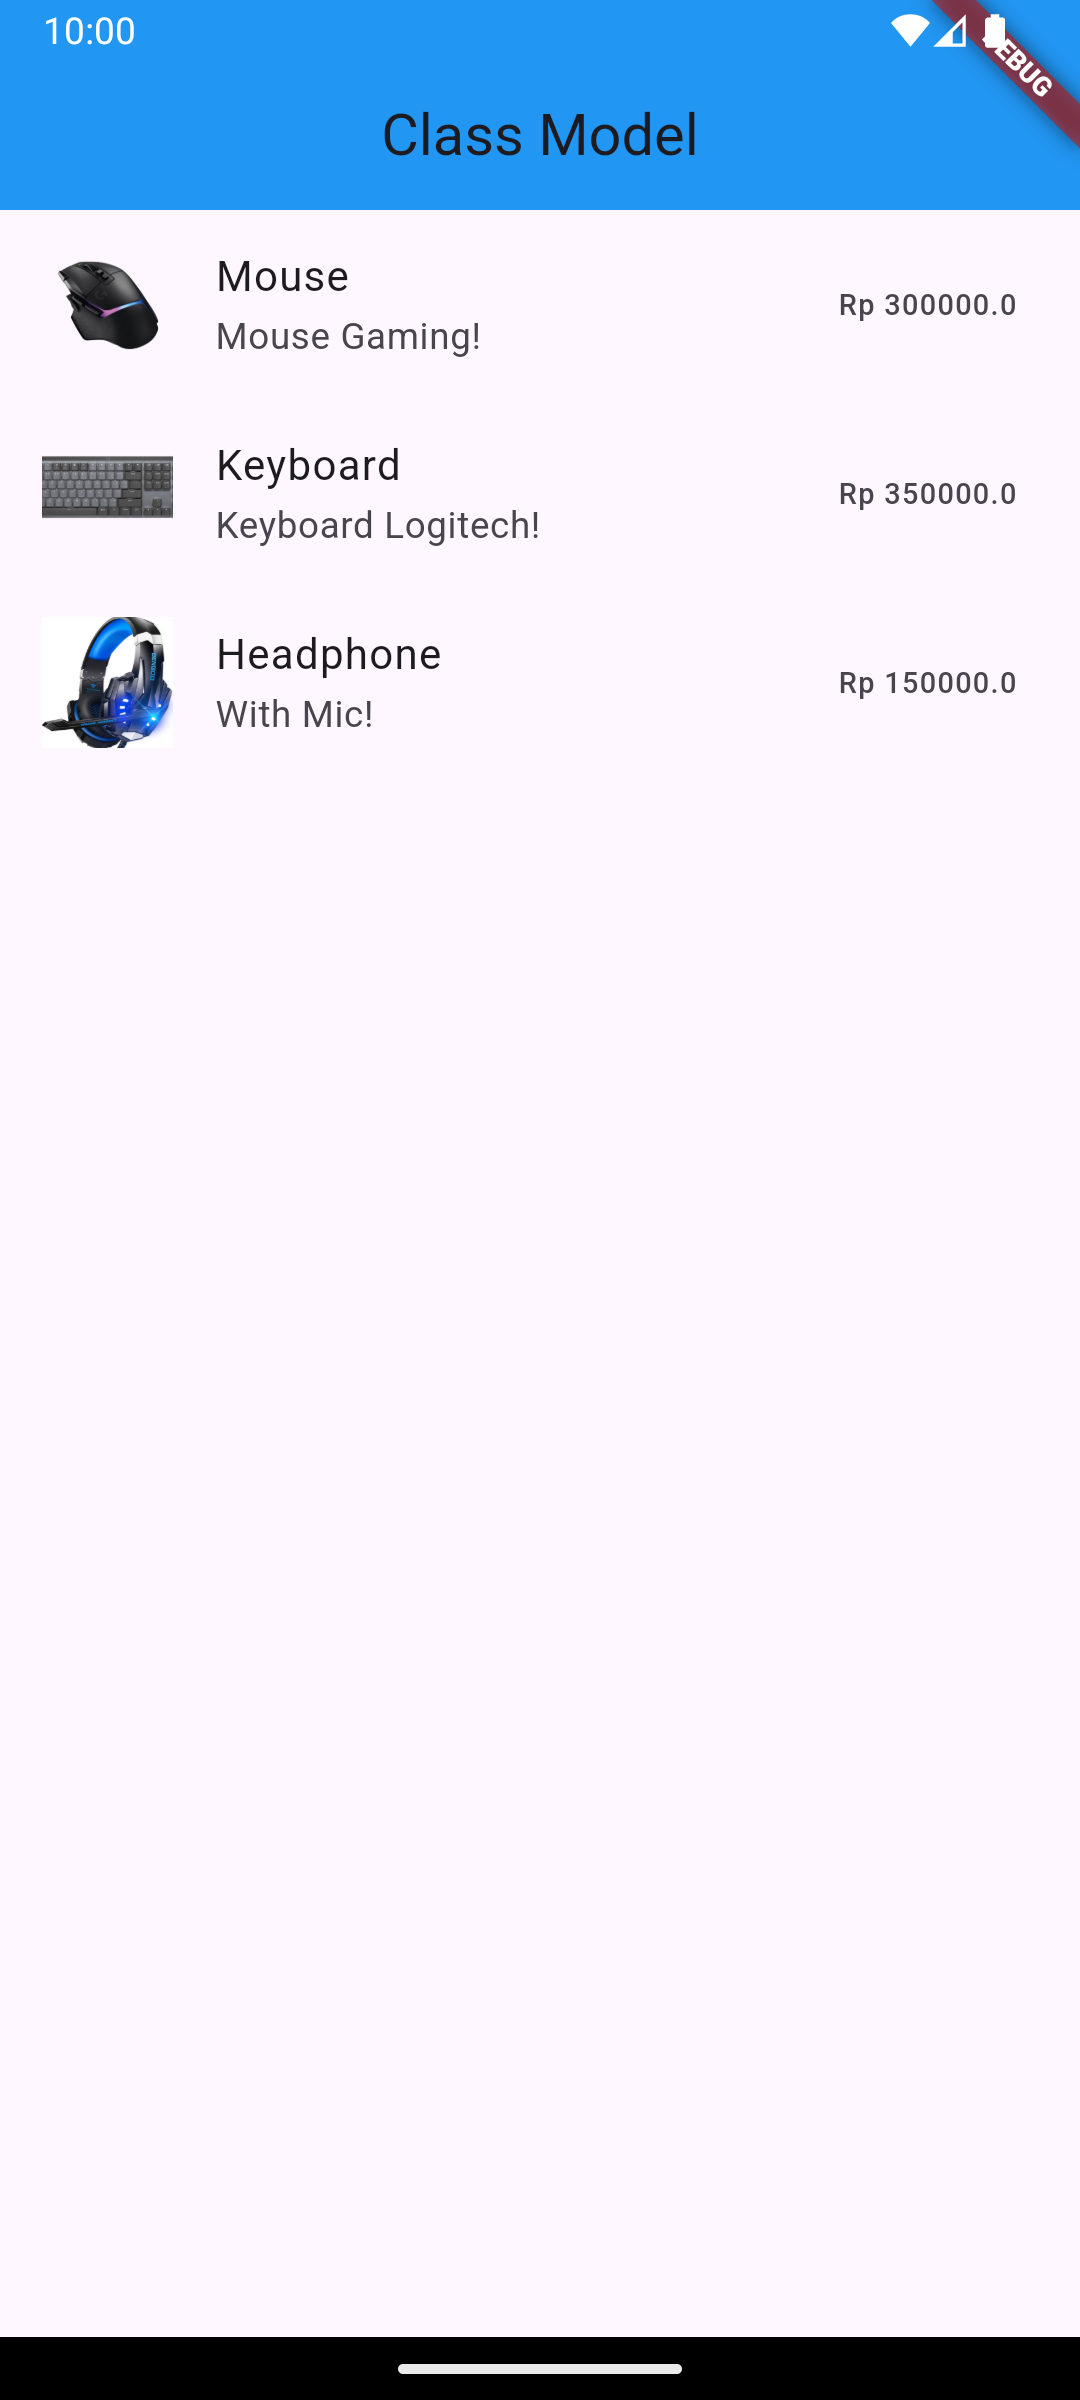 10:00
EBUG
Class Model
Mouse
Mouse Gaming!
Rp 300000.0
Keyboard
Keyboard Logitech!
Rp 350000.0
Headphone
With Mic!
Rp 150000.0